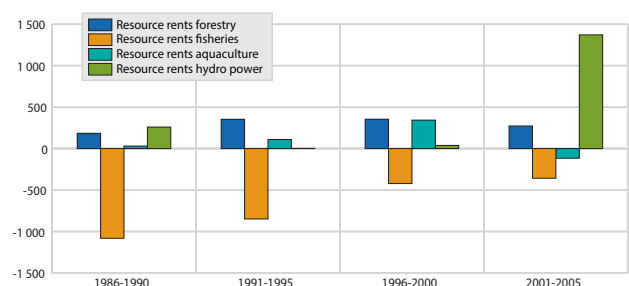 1 500
1 000
500
0
-500
-1 000
-1 500
Resource rents forestry
Resource rents fisheries
Resource rents aquaculture
Resource rents hydro power
1986-1990
1991-1995
1996-2000
2001-2005